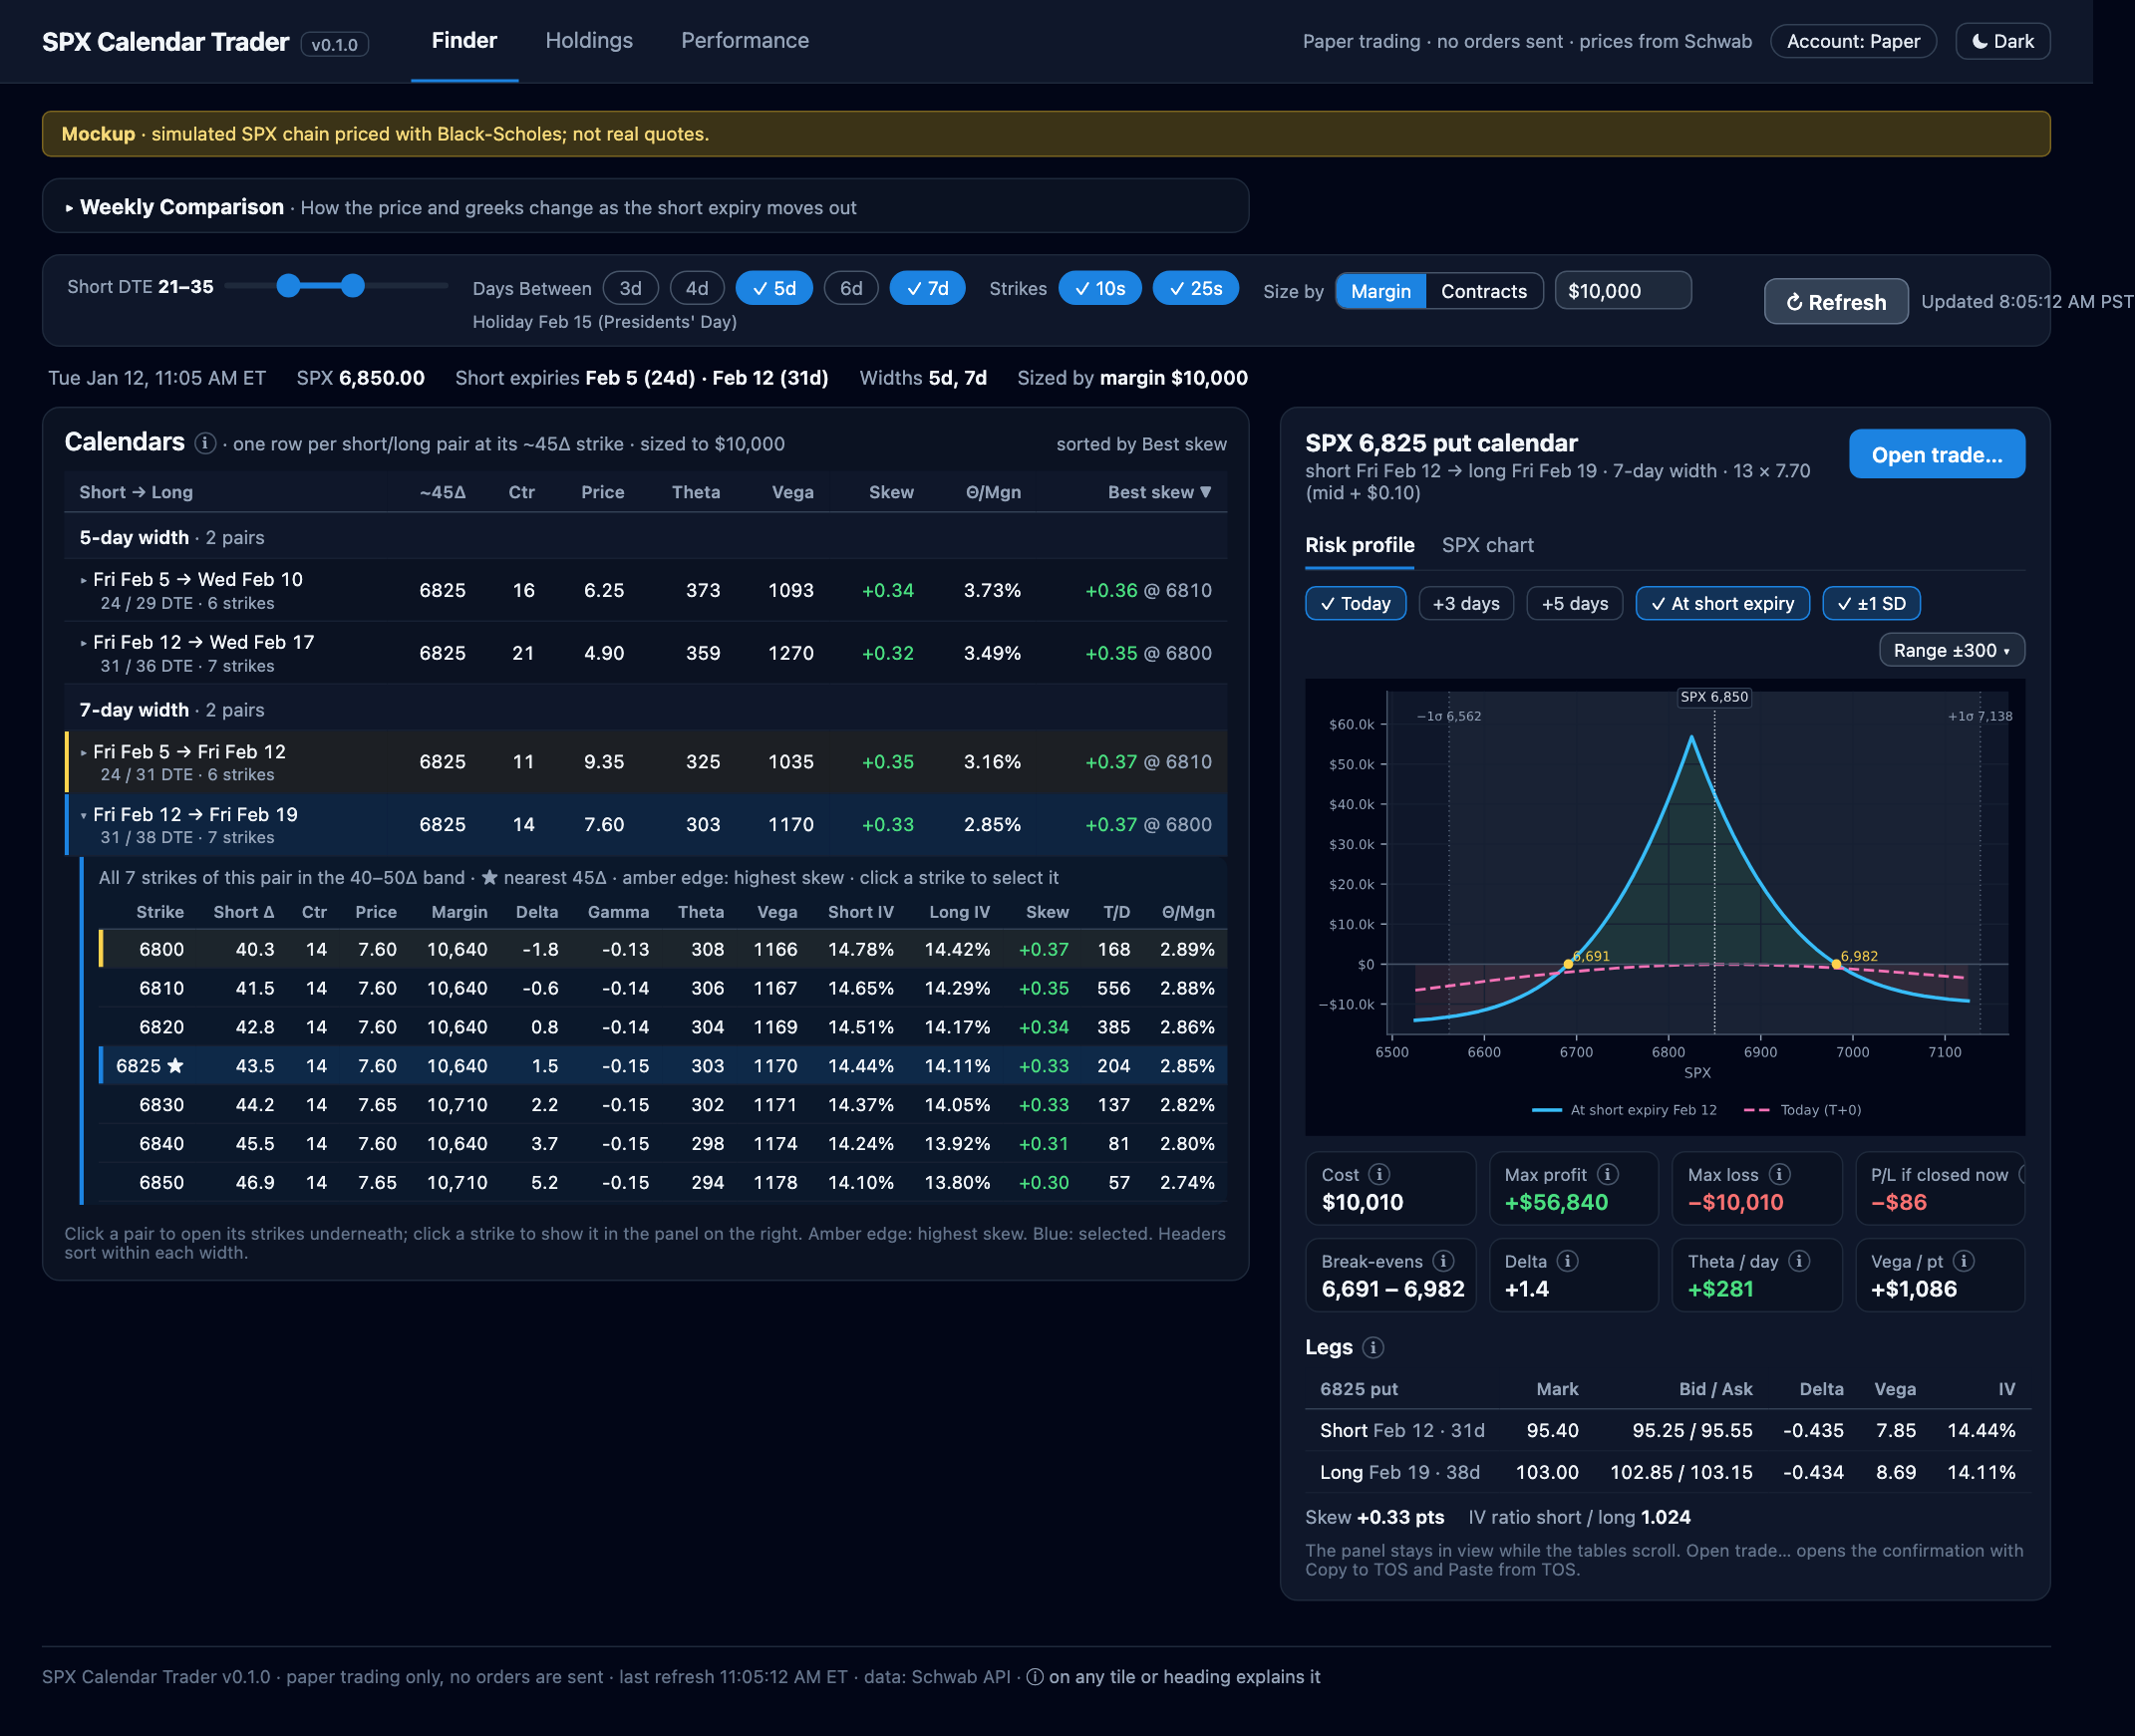 SPX Calendar Trader v0.1.0 Finder Holdings Performance Paper trading · no orders sent · prices from Schwab Account: Paper Dark
Mockup · simulated SPX chain priced with Black-Scholes; not real quotes.
▸ Weekly Comparison · How the price and greeks change as the short expiry moves out
Short DTE 21–35 Days Between 3d 4d ✓ 5d 6d ✓ 7d Strikes ✓ 10s ✓ 25s Size by Margin Contracts $10,000 ↻ Refresh Updated 8:05:12 AM PST
Holiday Feb 15 (Presidents' Day)
Tue Jan 12, 11:05 AM ET SPX 6,850.00 Short expiries Feb 5 (24d) · Feb 12 (31d) Widths 5d, 7d Sized by margin $10,000
Calendars ⓘ · one row per short/long pair at its ~45Δ strike · sized to $10,000 sorted by Best skew
Short → Long ~45Δ Ctr Price Theta Vega Skew Θ/Mgn Best skew ▼
5-day width · 2 pairs
▸ Fri Feb 5 → Wed Feb 10 6825 16 6.25 373 1093 +0.34 3.73% +0.36 @ 6810
24 / 29 DTE · 6 strikes
▸ Fri Feb 12 → Wed Feb 17 6825 21 4.90 359 1270 +0.32 3.49% +0.35 @ 6800
31 / 36 DTE · 7 strikes
7-day width · 2 pairs
▸ Fri Feb 5 → Fri Feb 12 6825 11 9.35 325 1035 +0.35 3.16% +0.37 @ 6810
24 / 31 DTE · 6 strikes
▾ Fri Feb 12 → Fri Feb 19 6825 14 7.60 303 1170 +0.33 2.85% +0.37 @ 6800
31 / 38 DTE · 7 strikes
All 7 strikes of this pair in the 40–50Δ band · ★ nearest 45Δ · amber edge: highest skew · click a strike to select it
Strike Short Δ Ctr Price Margin Delta Gamma Theta Vega Short IV Long IV Skew T/D Θ/Mgn
6800 40.3 14 7.60 10,640 -1.8 -0.13 308 1166 14.78% 14.42% +0.37 168 2.89%
6810 41.5 14 7.60 10,640 -0.6 -0.14 306 1167 14.65% 14.29% +0.35 556 2.88%
6820 42.8 14 7.60 10,640 0.8 -0.14 304 1169 14.51% 14.17% +0.34 385 2.86%
6825 ★ 43.5 14 7.60 10,640 1.5 -0.15 303 1170 14.44% 14.11% +0.33 204 2.85%
6830 44.2 14 7.65 10,710 2.2 -0.15 302 1171 14.37% 14.05% +0.33 137 2.82%
6840 45.5 14 7.60 10,640 3.7 -0.15 298 1174 14.24% 13.92% +0.31 81 2.80%
6850 46.9 14 7.65 10,710 5.2 -0.15 294 1178 14.10% 13.80% +0.30 57 2.74%
Click a pair to open its strikes underneath; click a strike to show it in the panel on the right. Amber edge: highest skew. Blue: selected. Headers
sort within each width.
SPX 6,825 put calendar Open trade...
short Fri Feb 12 → long Fri Feb 19 · 7-day width · 13 × 7.70
(mid + $0.10)
Risk profile SPX chart
✓ Today +3 days +5 days ✓ At short expiry ✓ ±1 SD
Range ±300 ▾
SPX 6,850
−1σ 6,562 +1σ 7,138
$60.0k
$50.0k
$40.0k
$30.0k
$20.0k
$10.0k
$0
−$10.0k
6,691 6,982
6500 6600 6700 6800 6900 7000 7100
SPX
At short expiry Feb 12 Today (T+0)
Cost ⓘ Max profit ⓘ Max loss ⓘ P/L if closed now
$10,010 +$56,840 −$10,010 −$86
Break-evens ⓘ Delta ⓘ Theta / day ⓘ Vega / pt ⓘ
6,691 – 6,982 +1.4 +$281 +$1,086
Legs ⓘ
6825 put Mark Bid / Ask Delta Vega IV
Short Feb 12 · 31d 95.40 95.25 / 95.55 -0.435 7.85 14.44%
Long Feb 19 · 38d 103.00 102.85 / 103.15 -0.434 8.69 14.11%
Skew +0.33 pts IV ratio short / long 1.024
The panel stays in view while the tables scroll. Open trade... opens the confirmation with
Copy to TOS and Paste from TOS.
SPX Calendar Trader v0.1.0 · paper trading only, no orders are sent · last refresh 11:05:12 AM ET · data: Schwab API · ⓘ on any tile or heading explains it